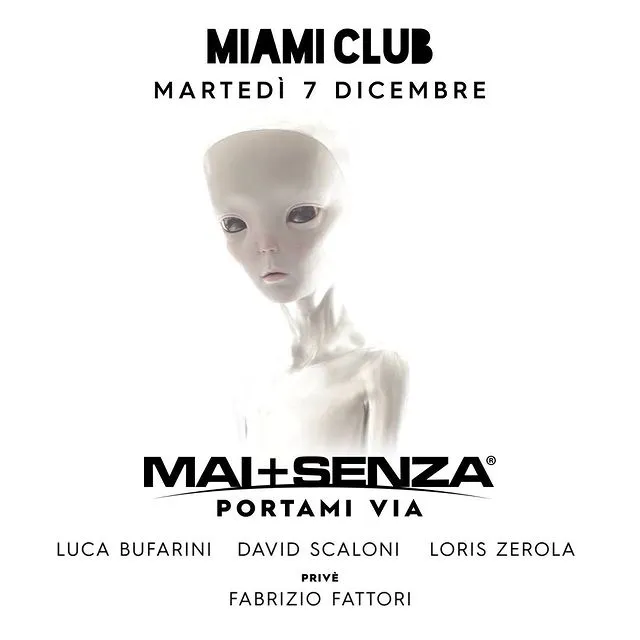 MIAMI CLUB
MARTEDÌ 7 DICEMBRE
MAI+SENZA®
PORTAMI VIA
LUCA BUFARINI DAVID SCALONI LORIS ZEROLA
PRIVÈ
FABRIZIO FATTORI